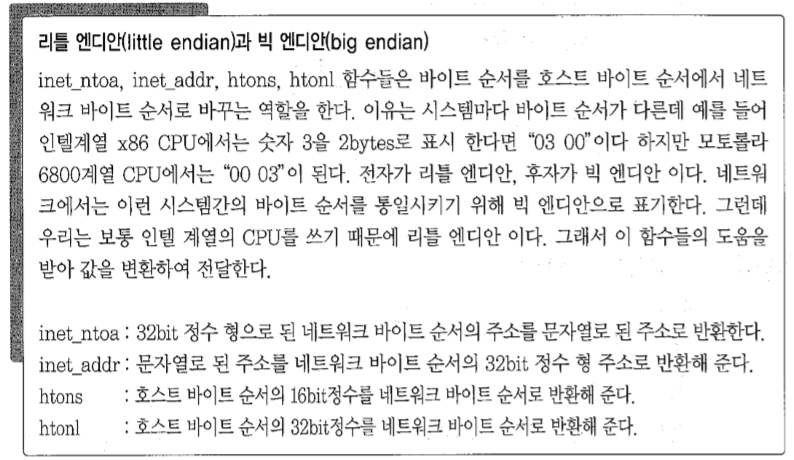 리틀 엔디안(little endian)과 빅 엔디안(big endian)
inet_ntoa, inet_addr, htons, htonl 함수들은 바이트 순서를 호스트 바이트 순서에서 네트
워크 바이트 순서로 바꾸는 역할을 한다. 이유는 시스템마다 바이트 순서가 다른데 예를 들어
인텔계열 x86 CPU에서는 숫자 3을 2bytes로 표시 한다면 “03 00”이다 하지만 모토롤라
6800계열 CPU에서는 “00 03”이 된다. 전자가 리틀 엔디안, 후자가 빅 엔디안 이다. 네트워
크에서는 이런 시스템간의 바이트 순서를 통일시키기 위해 빅 엔디안으로 표기한다. 그런데
우리는 보통 인텔 계열의 CPU를 쓰기 때문에 리틀 엔디안 이다. 그래서 이 함수들의 도움을
받아 값을 변환하여 전달한다.
inet_ntoa : 32bit 정수 형으로 된 네트워크 바이트 순서의 주소를 문자열로 된 주소로 반환한다.
inet_addr : 문자열로 된 주소를 네트워크 바이트 순서의 32bit 정수 형 주소로 반환해 준다.
htons : 호스트 바이트 순서의 16bit정수를 네트워크 바이트 순서로 반환해 준다.
htonl : 호스트 바이트 순서의 32bit정수를 네트워크 바이트 순서로 반환해 준다.